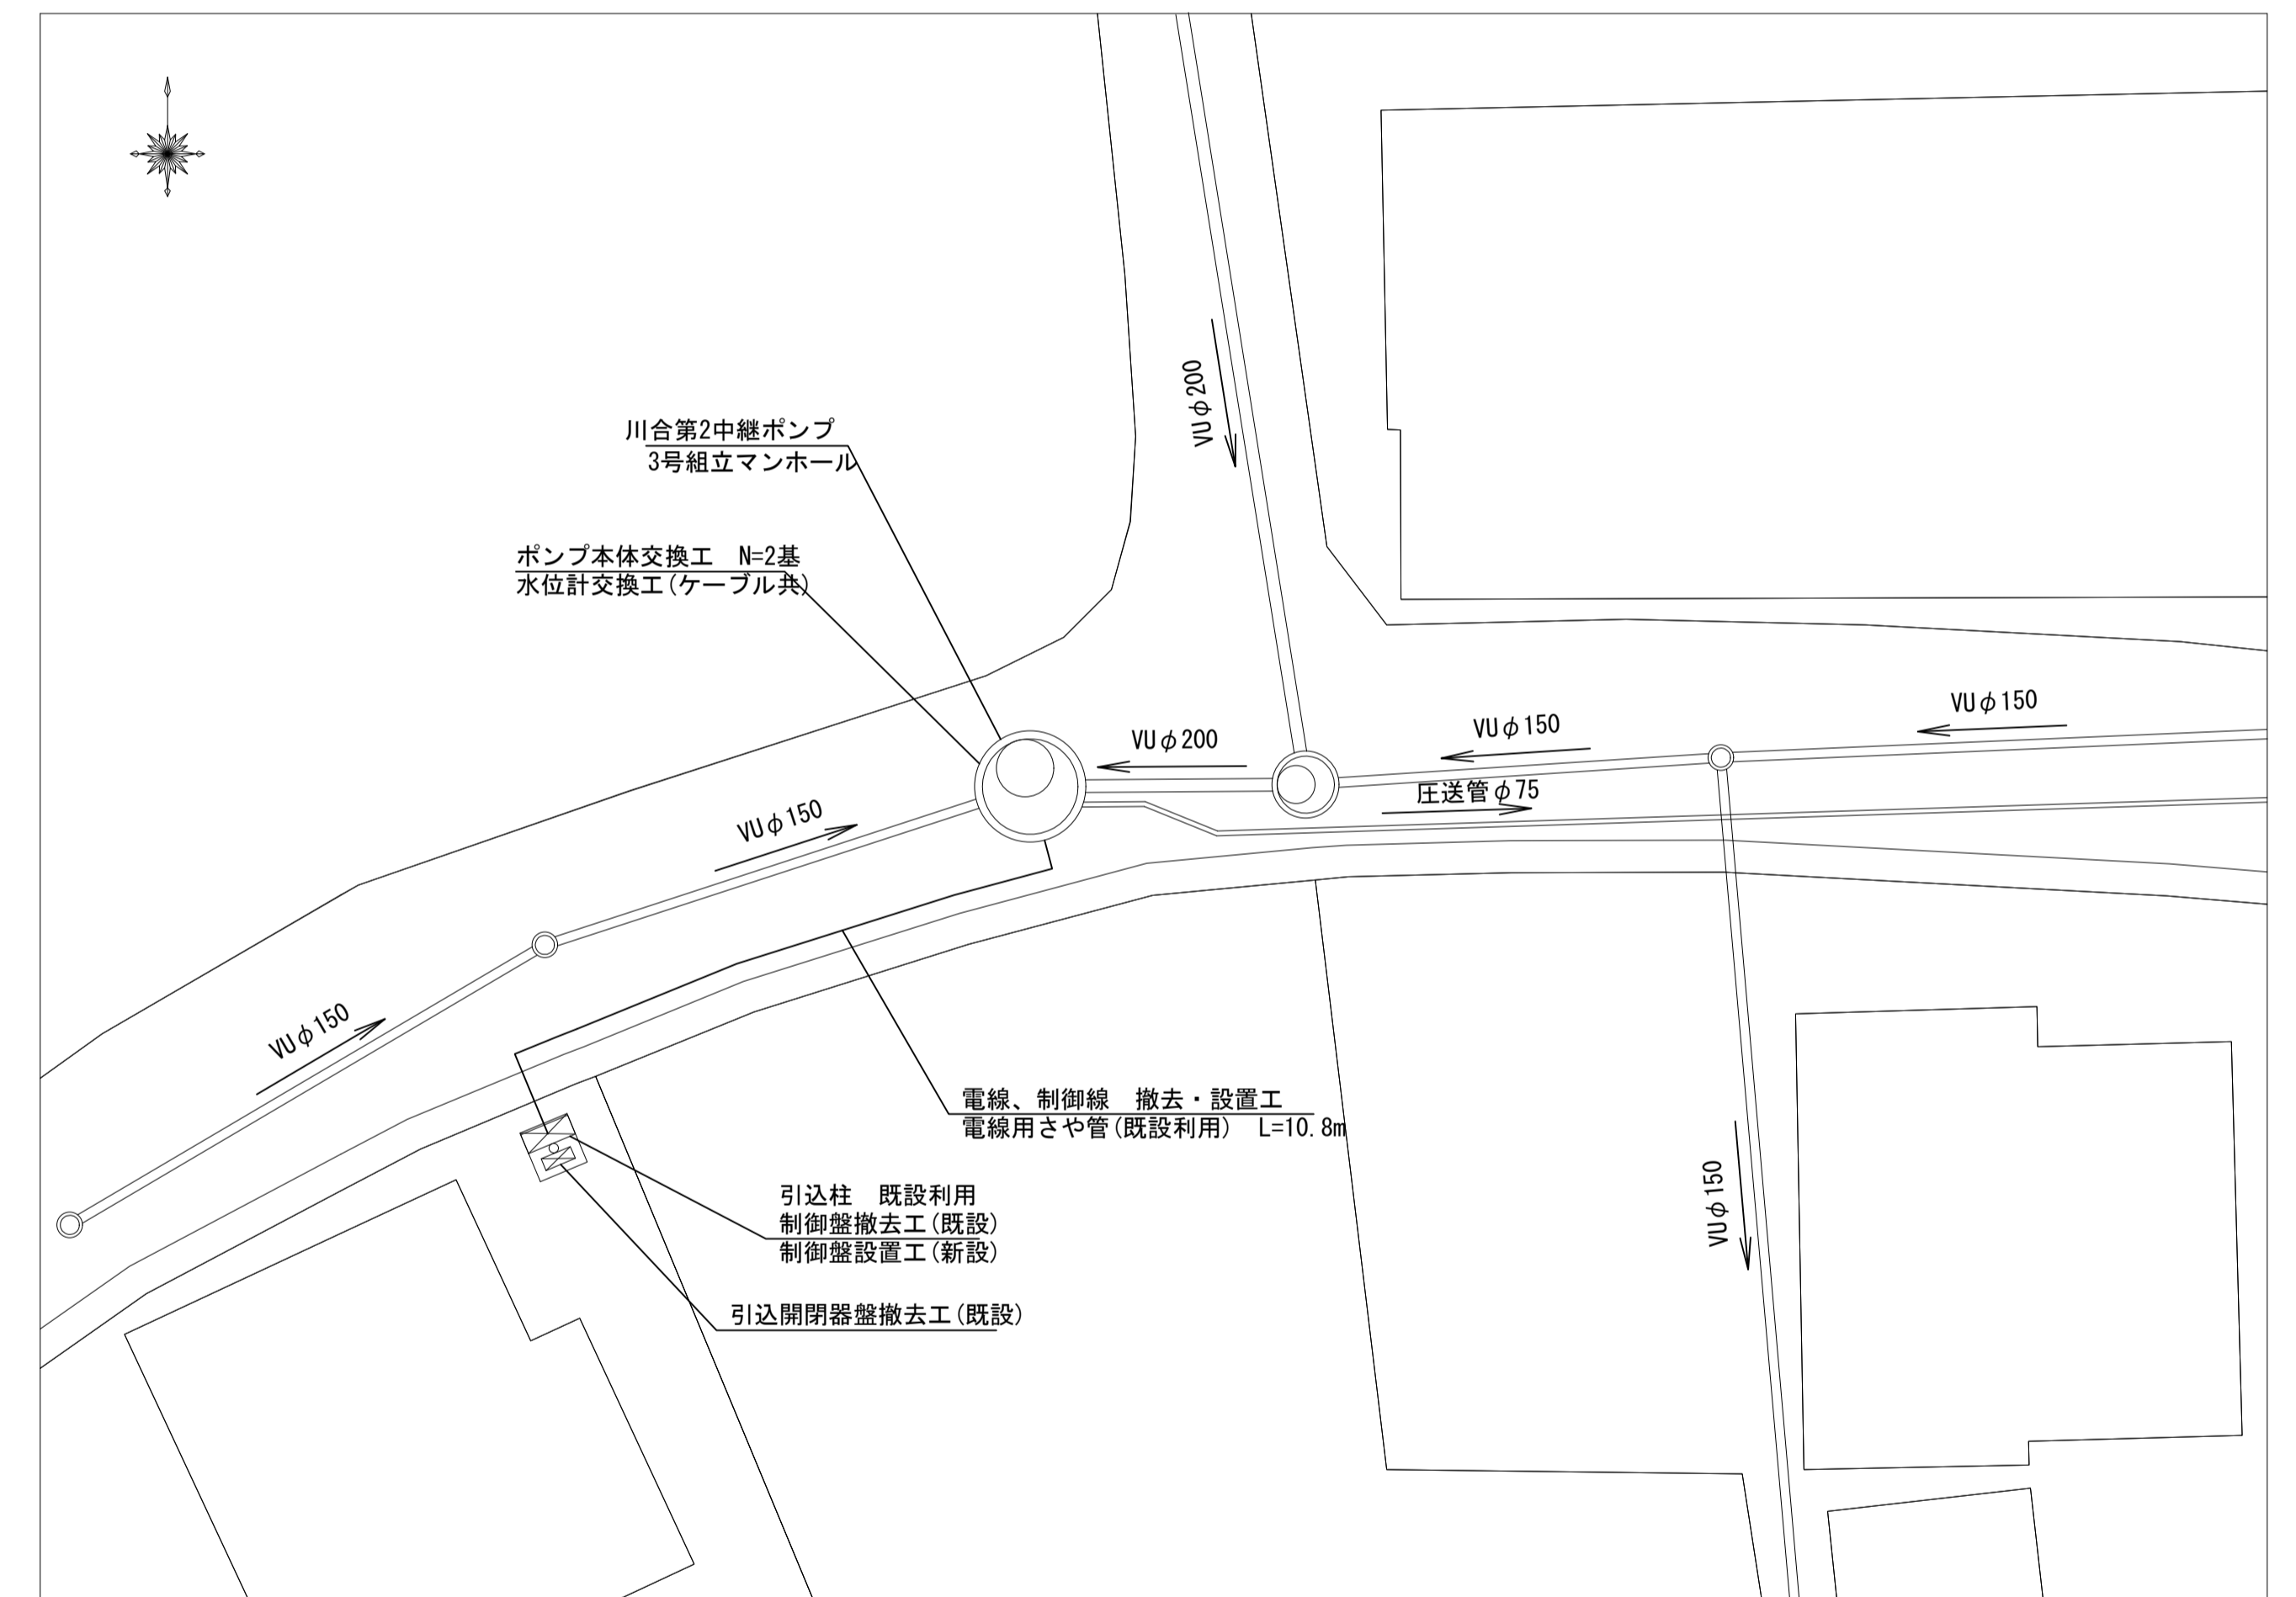 VUφ200
川合第2中継ポンプ
3号組立マンホール
ポンプ本体交換工　N=2基
水位計交換工(ケーブル共)
VUφ200
VUφ150
VUφ150
圧送管φ75
VUφ150
VUφ150
電線、制御線　撤去・設置工
電線用さや管(既設利用)　L=10.8m
VUφ150
引込柱　既設利用
制御盤撤去工(既設)
制御盤設置工(新設)
引込開閉器盤撤去工(既設)